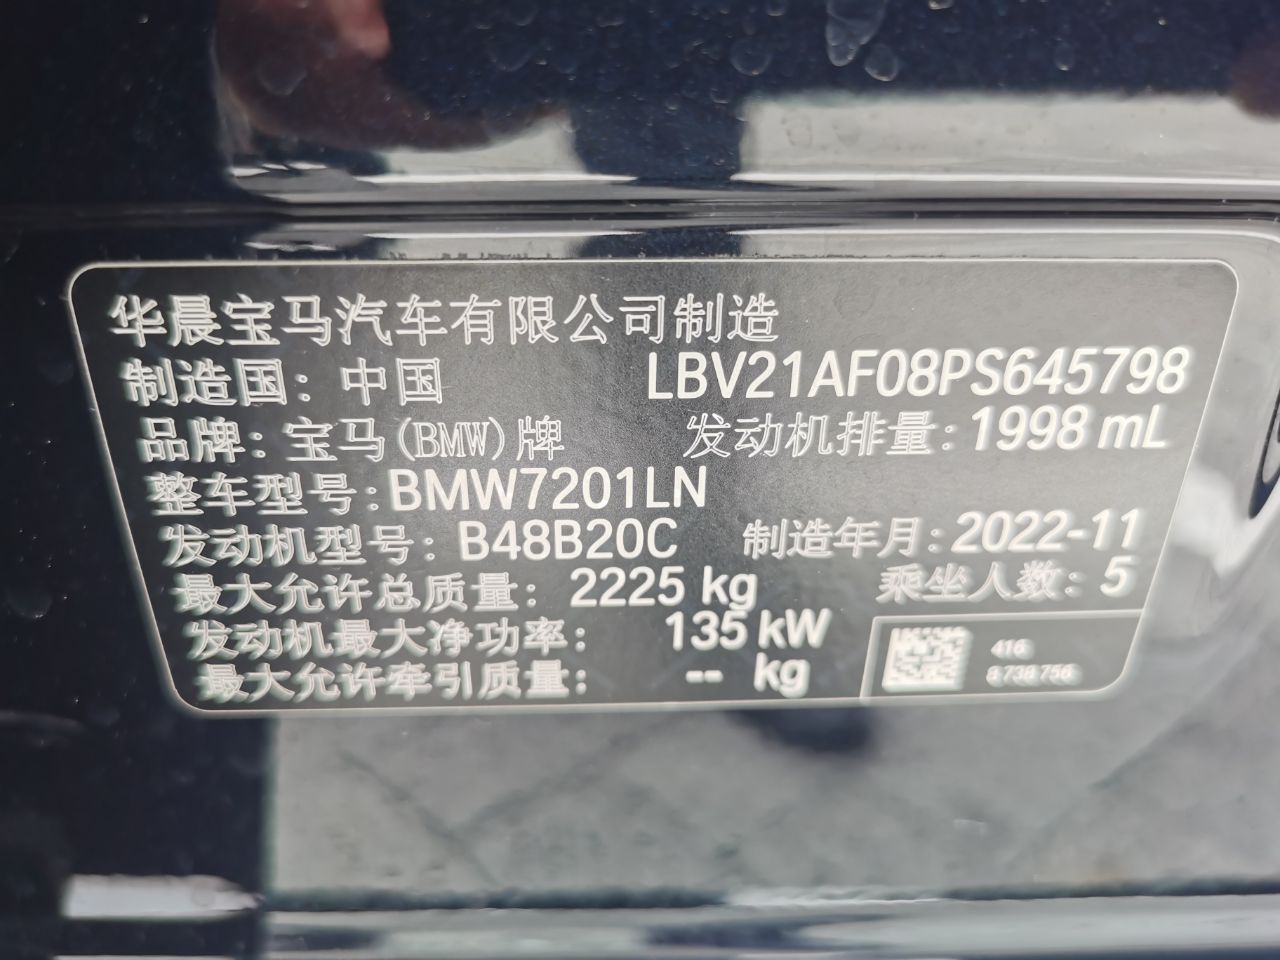 华晨宝马汽车有限公司制造
制造国：中国 LBV21AF08PS645798
品牌：宝马(BMW)牌 发动机排量：1998 mL
整车型号：BMW7201LN
发动机型号：B48B20C 制造年月：2022-11
最大允许总质量：2225 kg 乘坐人数：5
发动机最大净功率：135 kW
最大允许牵引质量：-- kg
416
8 738 756